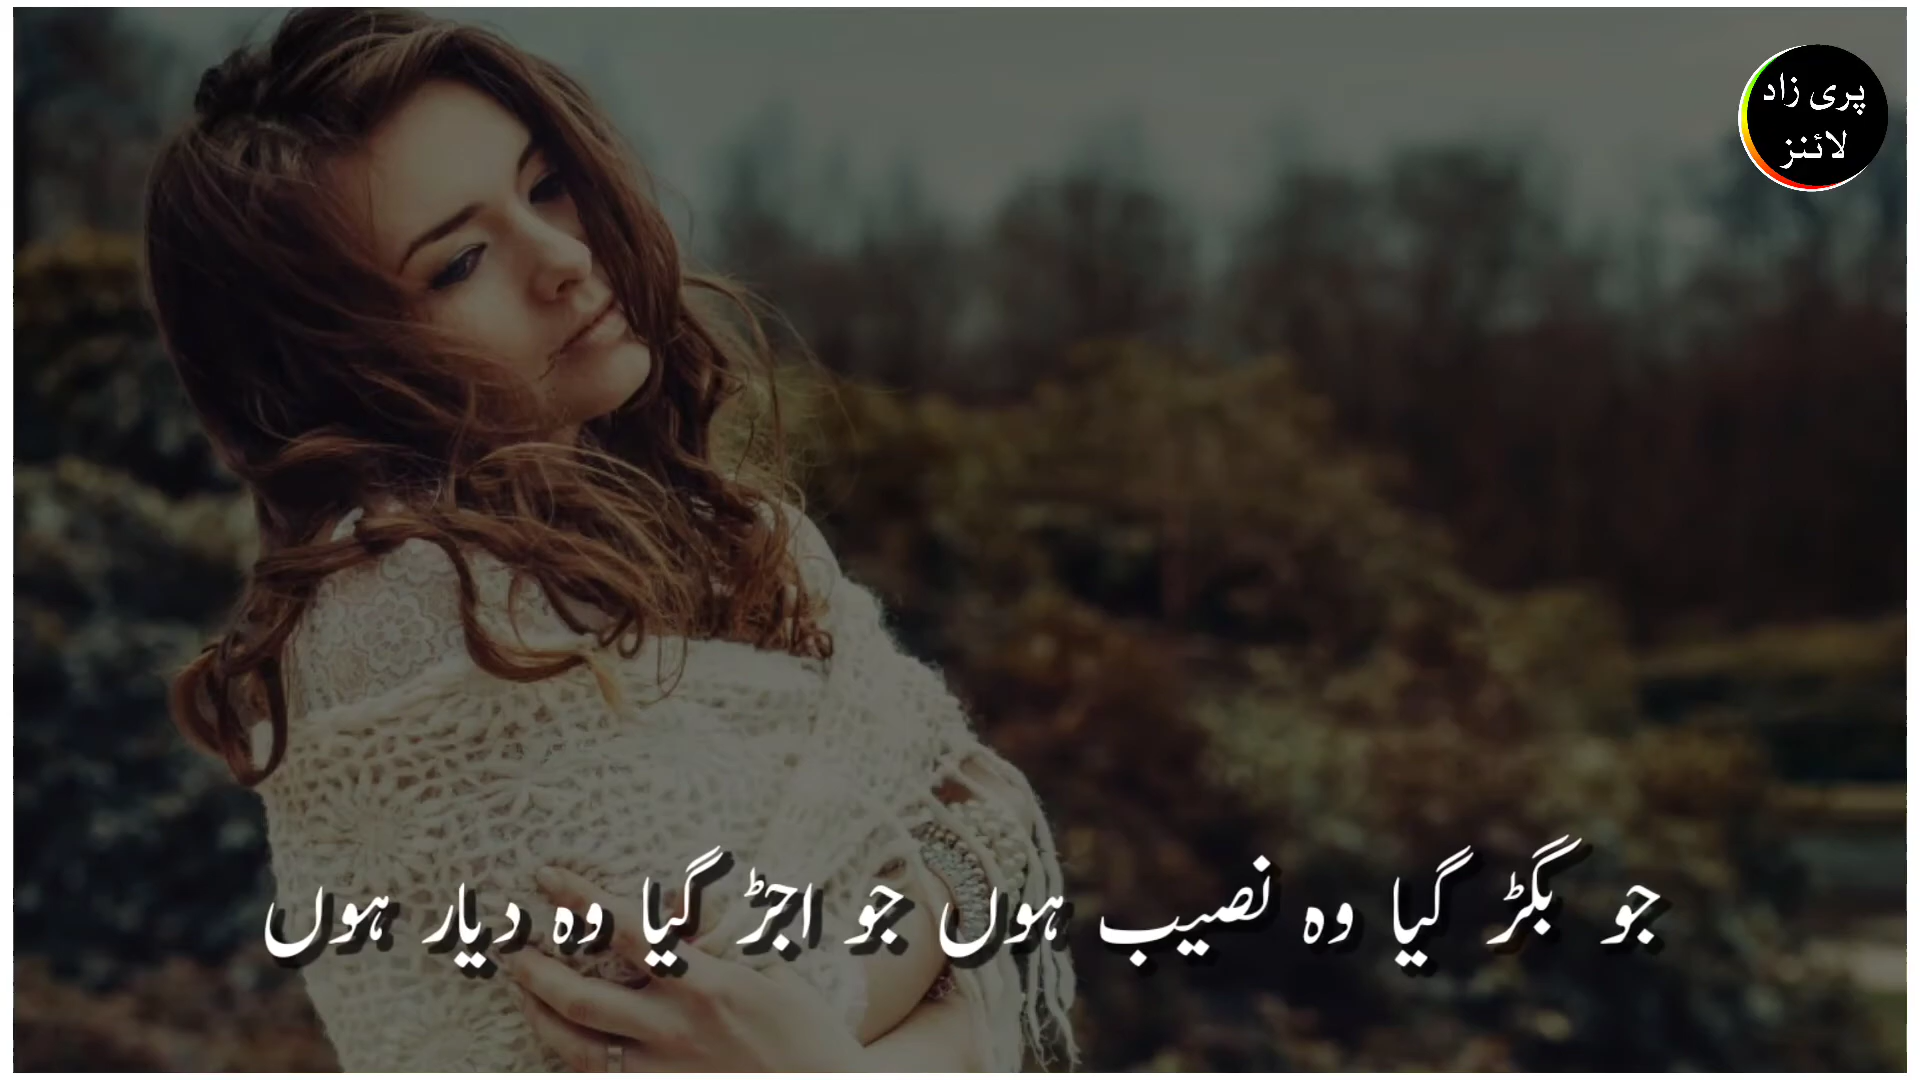 پری زاد
لائنز
جو بگڑ گیا وہ نصیب ہوں جو اجڑ گیا وہ دیار ہوں